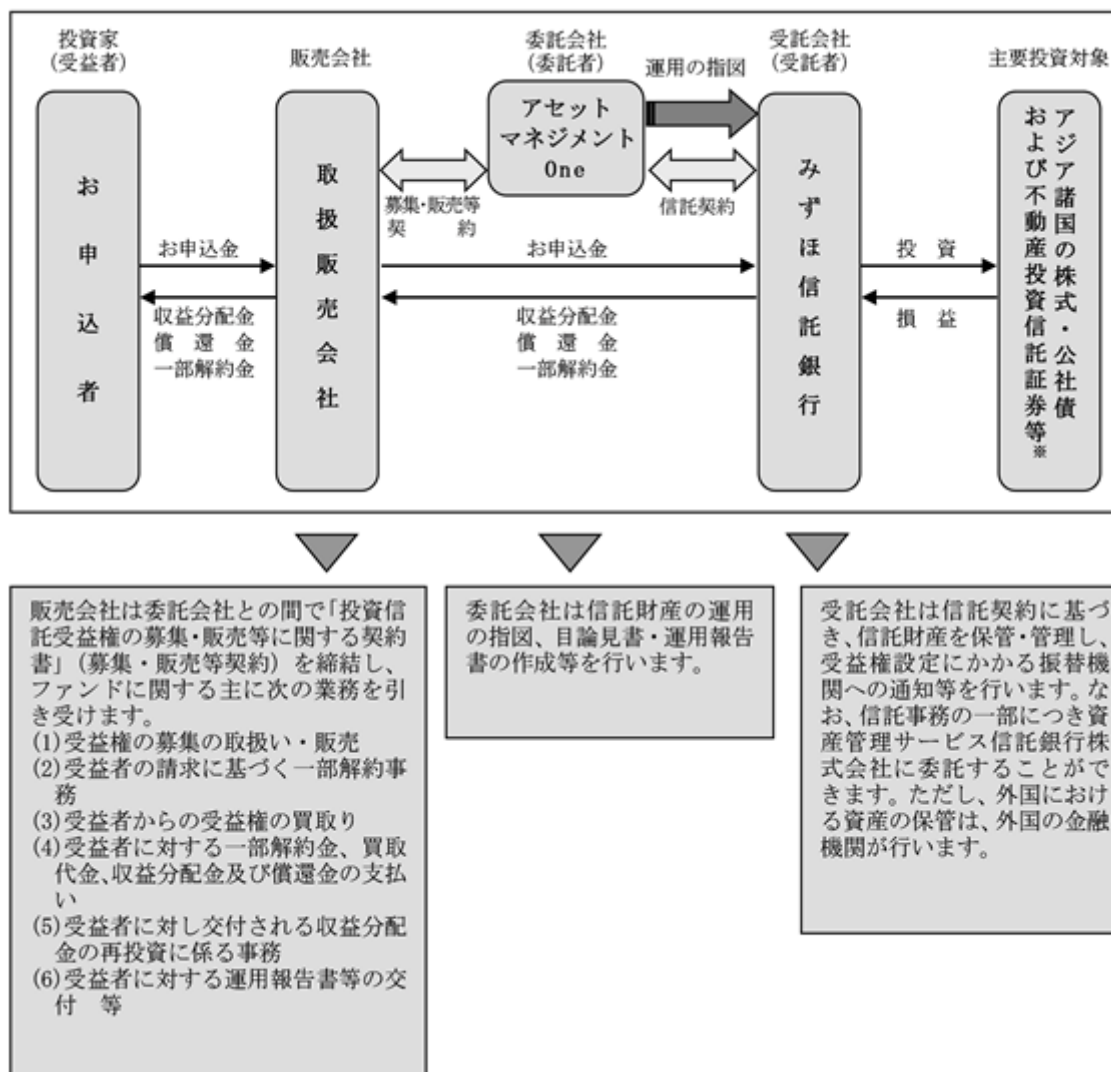 投資家
(受益者)
販売会社
委託会社
(委託者)
運用の指図
受託会社
(受託者)
主要投資対象
お申込者
取扱販売会社
アセット
マネジメント
One
みずほ信託銀行
アジア諸国の株式・公社債
および不動産投資信託証券等※
募集・販売等
契　約
信託契約
お申込金
収益分配金
償　還　金
一部解約金
お申込金
収益分配金
償　還　金
一部解約金
投　資
損　益
販売会社は委託会社との間で「投資信
託受益権の募集・販売等に関する契約
書」（募集・販売等契約）を締結し、
ファンドに関する主に次の業務を引
き受けます。
(1)受益権の募集の取扱い・販売
(2)受益者の請求に基づく一部解約事
務
(3)受益者からの受益権の買取り
(4)受益者に対する一部解約金、買取
代金、収益分配金及び償還金の支払
い
(5)受益者に対し交付される収益分配
金の再投資に係る事務
(6)受益者に対する運用報告書等の交
付　等
委託会社は信託財産の運用
の指図、目論見書・運用報告
書の作成等を行います。
受託会社は信託契約に基づ
き、信託財産を保管・管理し、
受益権設定にかかる振替機
関への通知等を行います。な
お、信託事務の一部につき資
産管理サービス信託銀行株
式会社に委託することがで
きます。ただし、外国におけ
る資産の保管は、外国の金融
機関が行います。